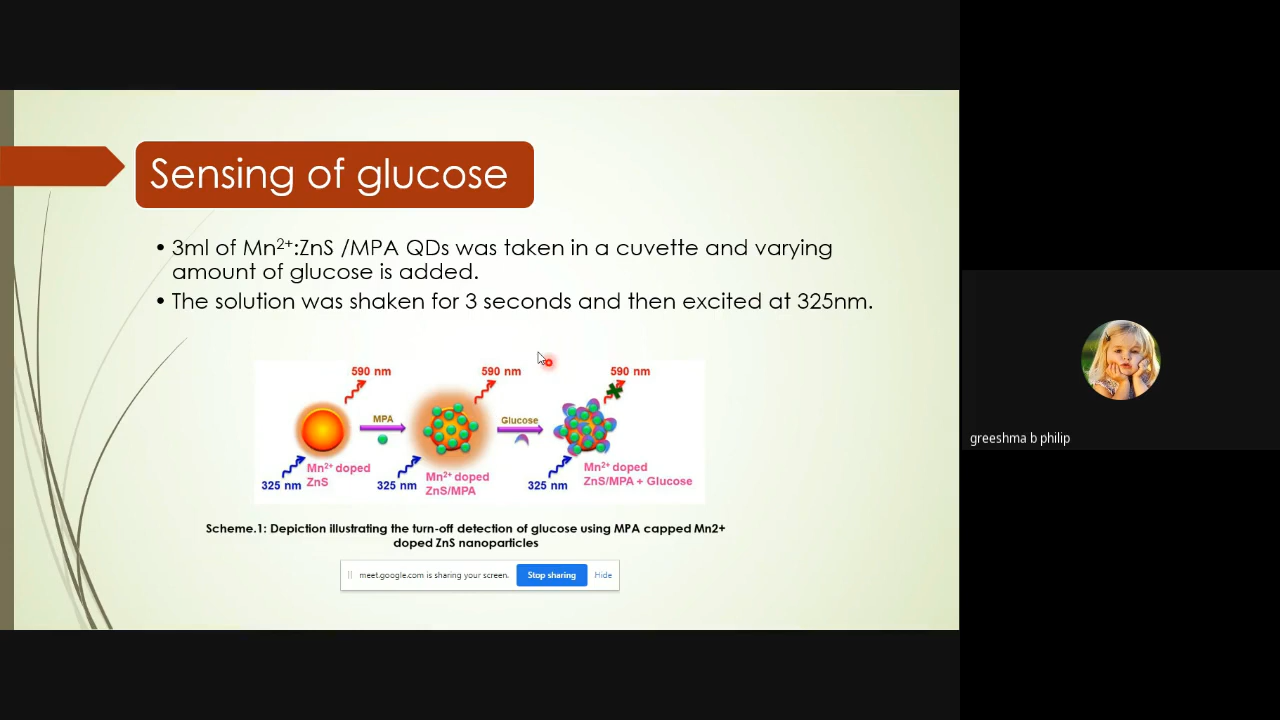 Sensing of glucose
• 3ml of Mn²⁺:ZnS /MPA QDs was taken in a cuvette and varying
amount of glucose is added.
• The solution was shaken for 3 seconds and then excited at 325nm.
590 nm
590 nm
590 nm
MPA
Glucose
325 nm
Mn²⁺ doped
ZnS
325 nm
Mn²⁺ doped
ZnS/MPA
325 nm
Mn²⁺ doped
ZnS/MPA + Glucose
Scheme.1: Depiction illustrating the turn-off detection of glucose using MPA capped Mn2+
doped ZnS nanoparticles
meet.google.com is sharing your screen.
Stop sharing
Hide
greeshma b philip